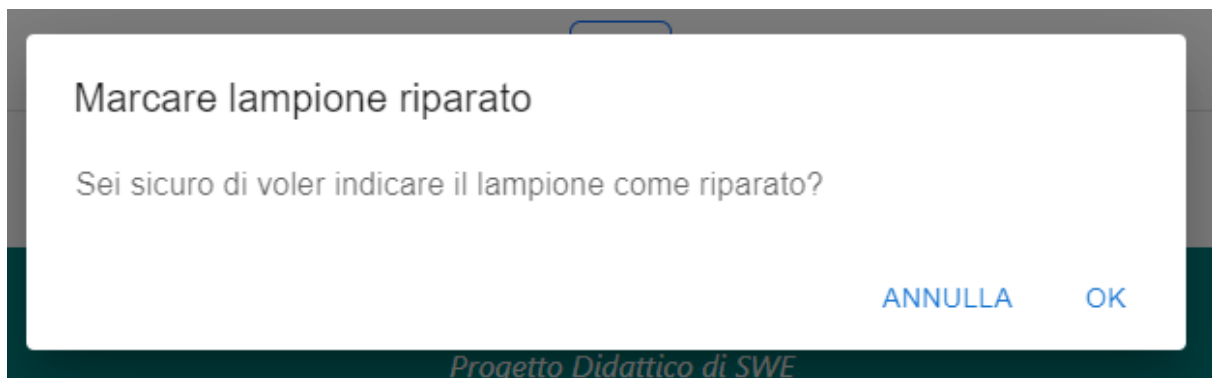 Marcare lampione riparato
Sei sicuro di voler indicare il lampione come riparato?
ANNULLA OK
Progetto Didattico di SWE